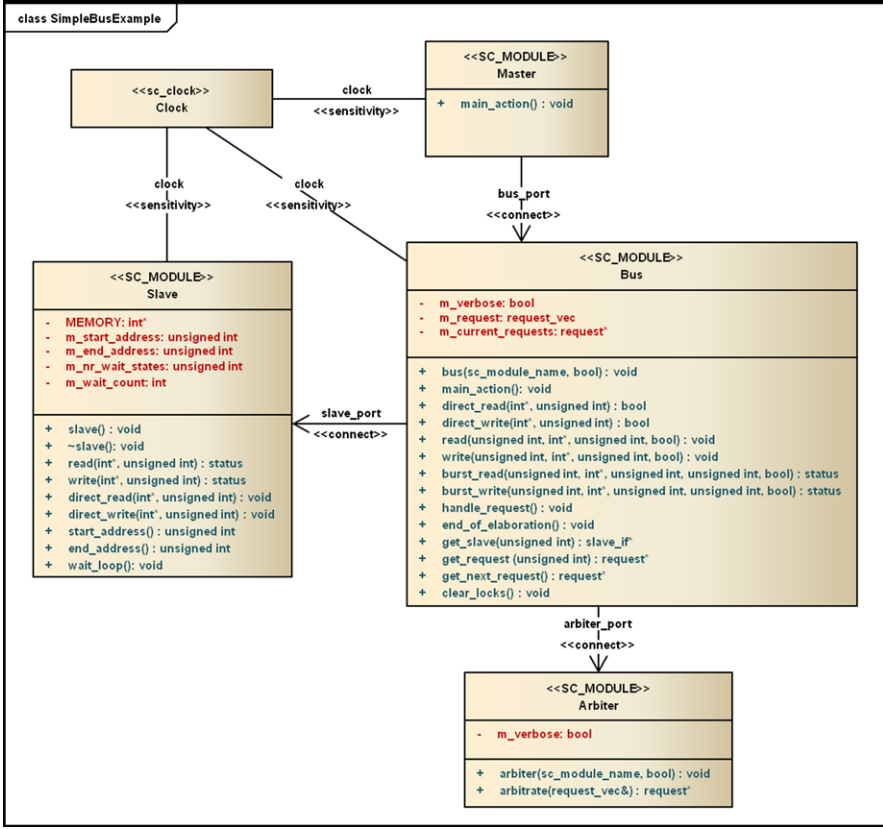 class SimpleBusExample
<<sc_clock>>
Clock
clock
<<sensitivity>>
<<SC_MODULE>>
Master
+ main_action() : void
clock
<<sensitivity>>
clock
<<sensitivity>>
bus_port
<<connect>>
<<SC_MODULE>>
Slave
- MEMORY: int*
- m_start_address: unsigned int
- m_end_address: unsigned int
- m_nr_wait_states: unsigned int
- m_wait_count: int
+ slave() : void
+ ~slave(): void
+ read(int*, unsigned int) : status
+ write(int*, unsigned int) : status
+ direct_read(int*, unsigned int) : void
+ direct_write(int*, unsigned int) : void
+ start_address() : unsigned int
+ end_address() : unsigned int
+ wait_loop(): void
slave_port
<<connect>>
<<SC_MODULE>>
Bus
- m_verbose: bool
- m_request: request_vec
- m_current_requests: request*
+ bus(sc_module_name, bool) : void
+ main_action(): void
+ direct_read(int*, unsigned int) : bool
+ direct_write(int*, unsigned int) : bool
+ read(unsigned int, int*, unsigned int, bool) : void
+ write(unsigned int, int*, unsigned int, bool) : void
+ burst_read(unsigned int, int*, unsigned int, unsigned int, bool) : status
+ burst_write(unsigned int, int*, unsigned int, unsigned int, bool) : status
+ handle_request() : void
+ end_of_elaboration() : void
+ get_slave(unsigned int) : slave_if*
+ get_request (unsigned int) : request*
+ get_next_request() : request*
+ clear_locks() : void
arbiter_port
<<connect>>
<<SC_MODULE>>
Arbiter
- m_verbose: bool
+ arbiter(sc_module_name, bool) : void
+ arbitrate(request_vec&) : request*